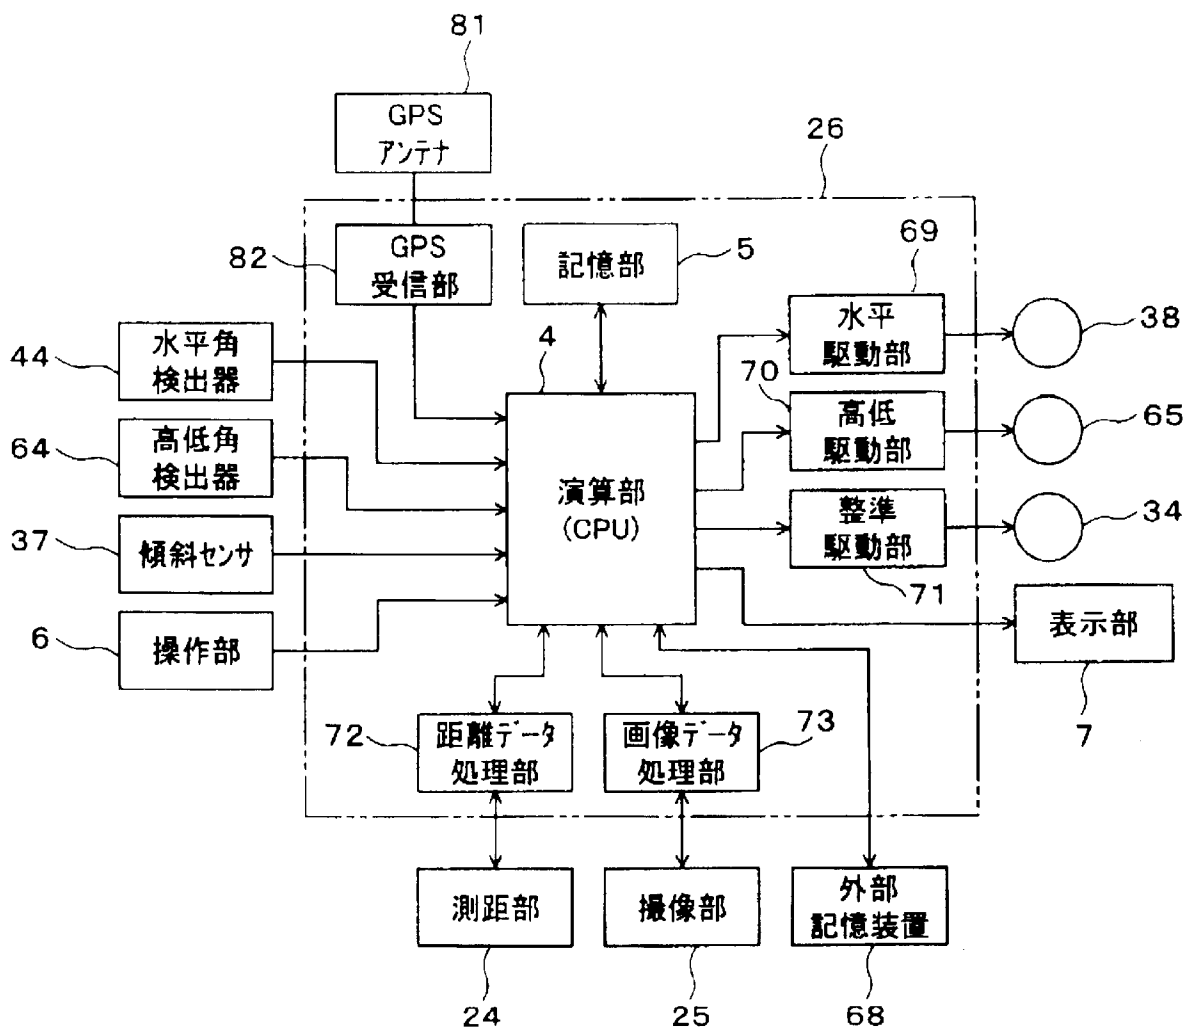 81
GPS
アンテナ
26
82
GPS
受信部
記憶部
5
69
水平
駆動部
38
44
水平角
検出器
4
70
高低
駆動部
65
64
高低角
検出器
演算部
(CPU)
整準
駆動部
34
37
傾斜センサ
71
6
操作部
表示部
7
72
距離データ
処理部
画像データ
処理部
73
測距部
撮像部
外部
記憶装置
24
25
68